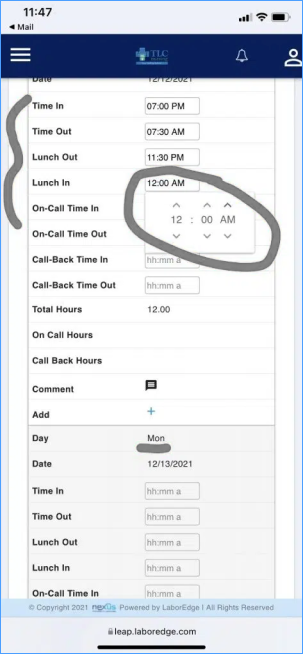 11:47
◀ Mail
TLC
Date 12/12/2021
Time In 07:00 PM
Time Out 07:30 AM
Lunch Out 11:30 PM
Lunch In 12:00 AM
On-Call Time In 12 : 00 AM
On-Call Time Out
Call-Back Time In hh:mm a
Call-Back Time Out hh:mm a
Total Hours 12.00
On Call Hours
Call Back Hours
Comment
Add +
Day Mon
Date 12/13/2021
Time In hh:mm a
Time Out hh:mm a
Lunch Out hh:mm a
Lunch In hh:mm a
On-Call Time In hh:mm a
© Copyright 2021 nexus Powered by LaborEdge | All Rights Reserved
leap.laboredge.com